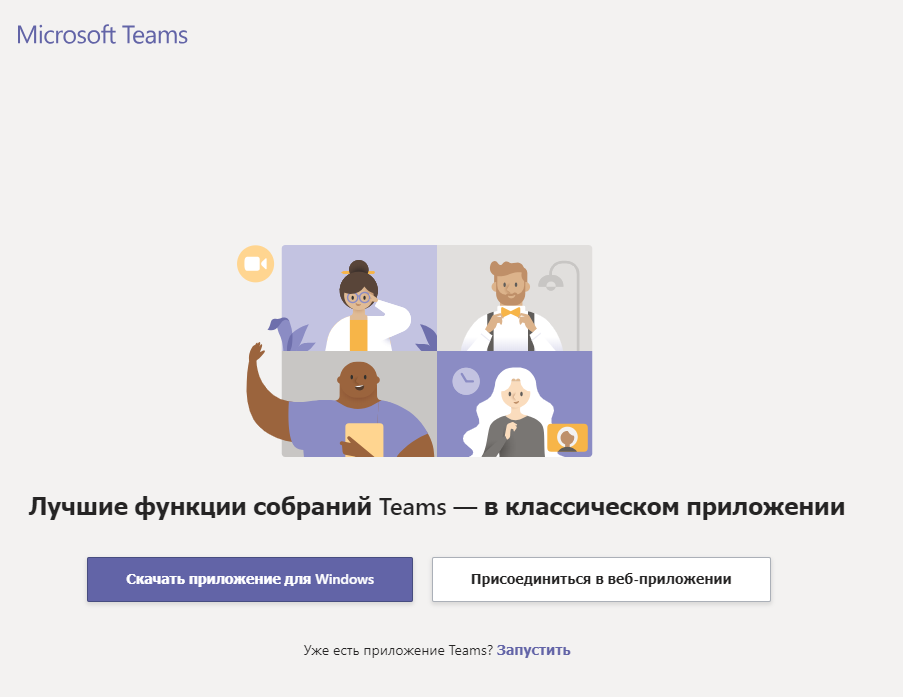 Microsoft Teams
Лучшие функции собраний Teams — в классическом приложении
Скачать приложение для Windows
Присоединиться в веб-приложении
Уже есть приложение Teams? Запустить